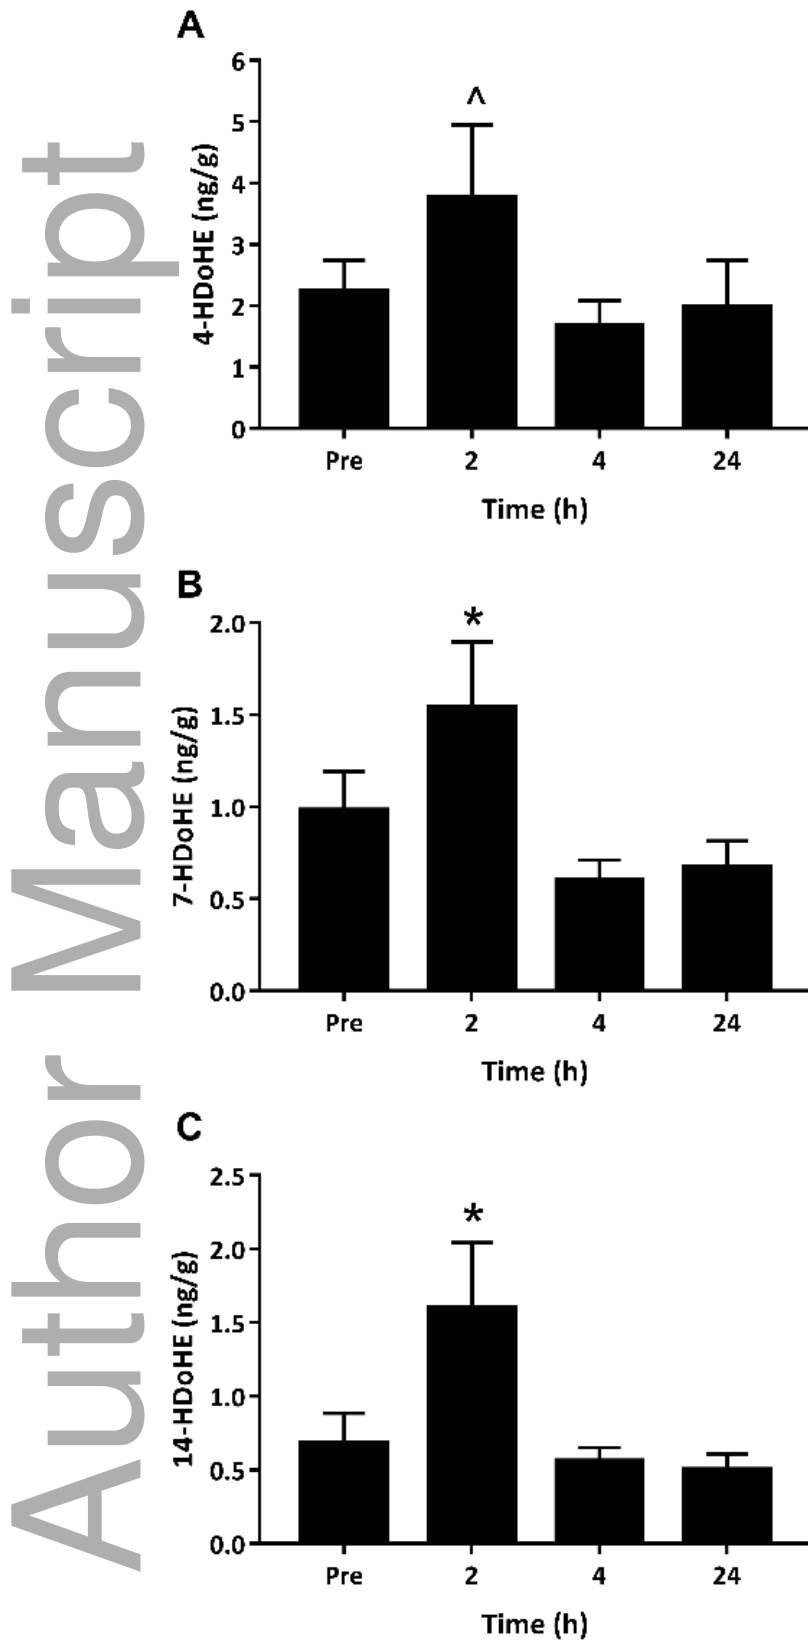 Author Manuscript
A
6
5
4
3
2
1
0
4-HDoHE (ng/g)
^
Pre 2 4 24
Time (h)
B
2.0
1.5
1.0
0.5
0.0
7-HDoHE (ng/g)
*
Pre 2 4 24
Time (h)
C
2.5
2.0
1.5
1.0
0.5
0.0
14-HDoHE (ng/g)
*
Pre 2 4 24
Time (h)